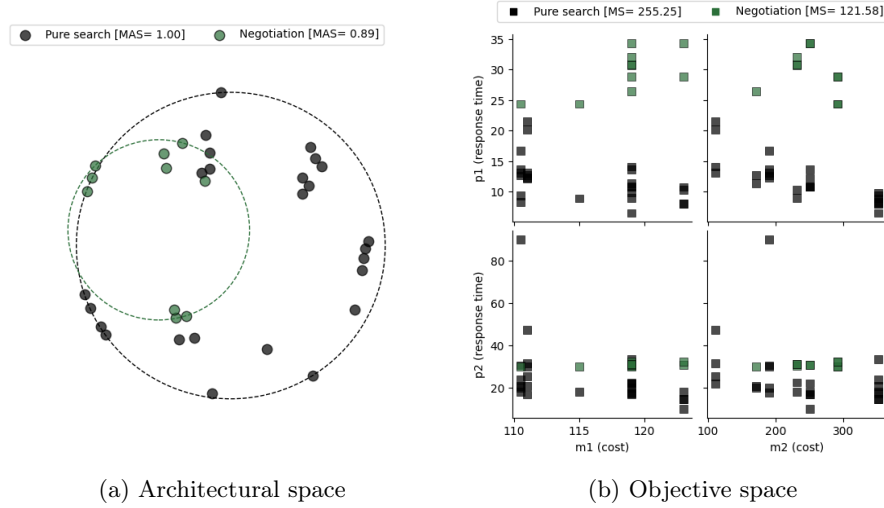 Pure search [MAS= 1.00] Negotiation [MAS= 0.89]
Pure search [MS= 255.25] Negotiation [MS= 121.58]
p1 (response time)
35
30
25
20
15
10
p2 (response time)
80
60
40
20
110 115 120
m1 (cost)
100 200 300
m2 (cost)
(a) Architectural space
(b) Objective space